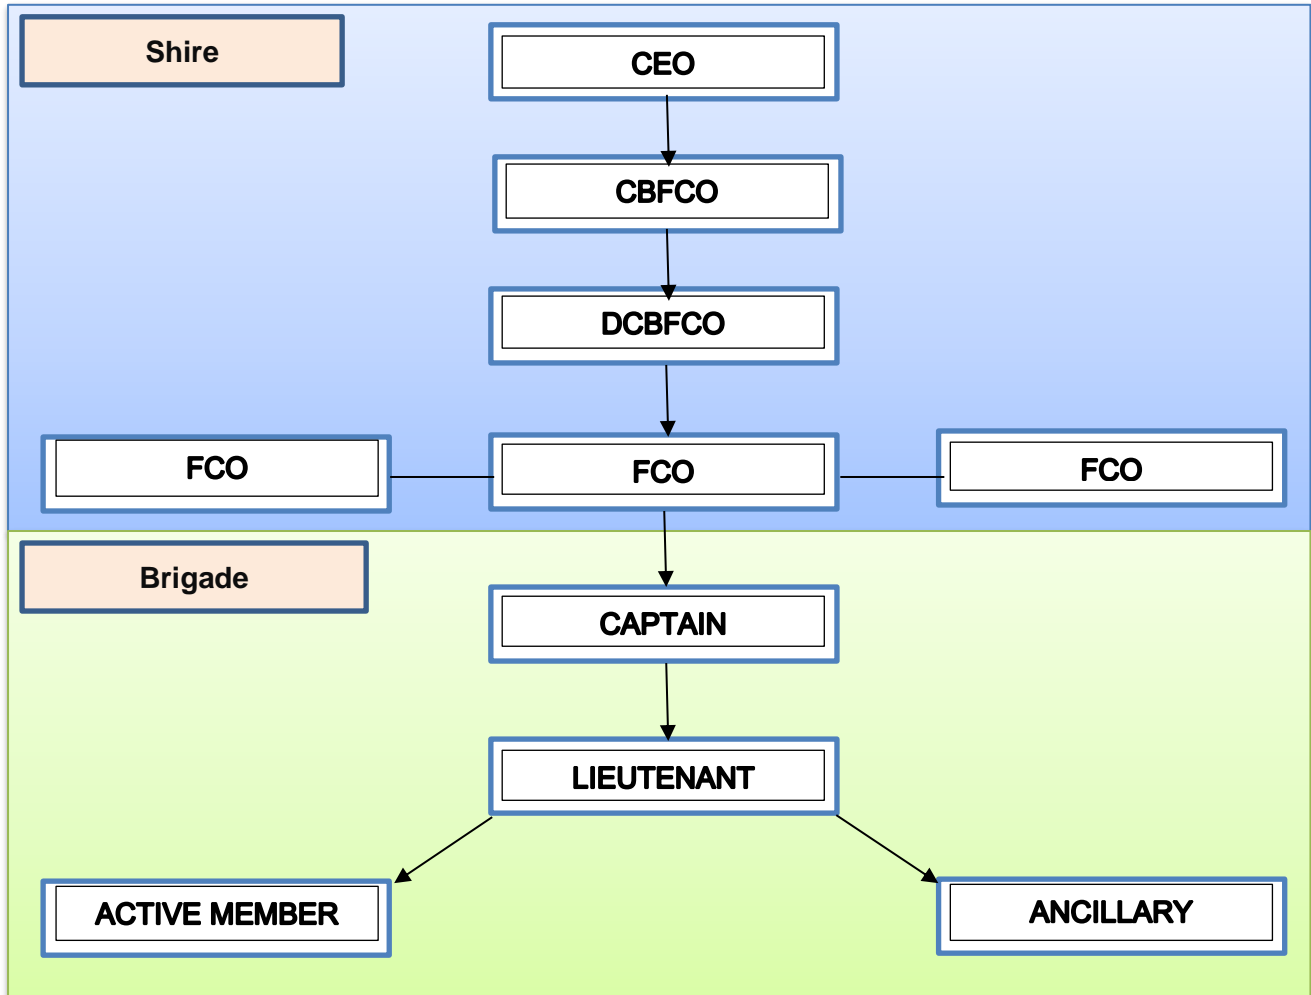 Shire
CEO
CBFCO
DCBFCO
FCO
FCO
FCO
Brigade
CAPTAIN
LIEUTENANT
ACTIVE MEMBER
ANCILLARY